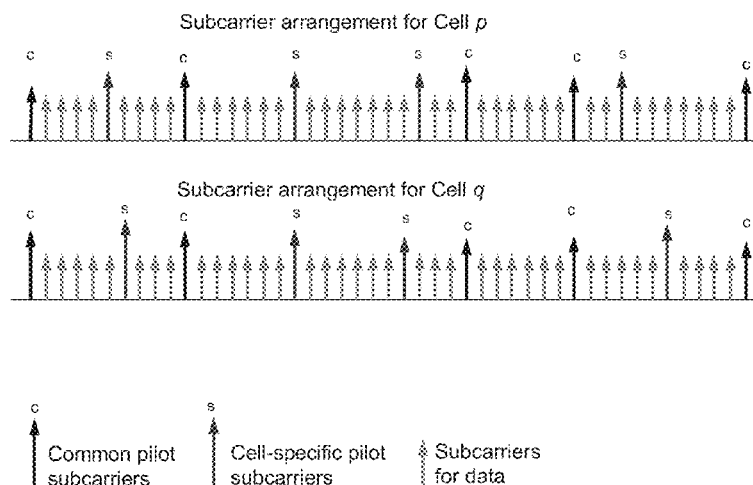 Subcarrier arrangement for Cell p
c s c s s c c s c
Subcarrier arrangement for Cell q
c s c s s c c s c
c s
Common pilot subcarriers
Cell-specific pilot subcarriers
Subcarriers for data